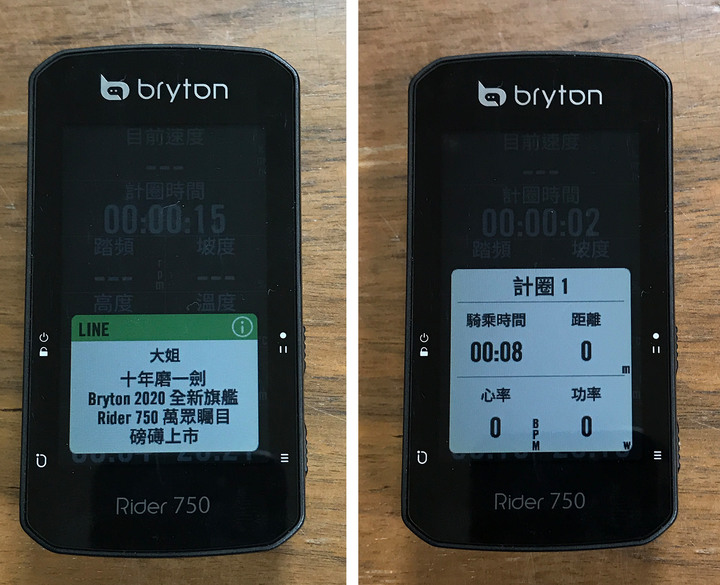 bryton
目前速度
---
計圈時間
00:00:15
踏頻 坡度
--- rpm ---
高度 溫度
LINE
大姐
十年磨一劍
Bryton 2020 全新旗艦
Rider 750 萬眾矚目
磅礡上市
Rider 750
bryton
目前速度
---
計圈時間
00:00:02
踏頻 坡度
計圈 1
騎乘時間 距離
00:08 0 m
心率 功率
0 BPM 0 W
Rider 750